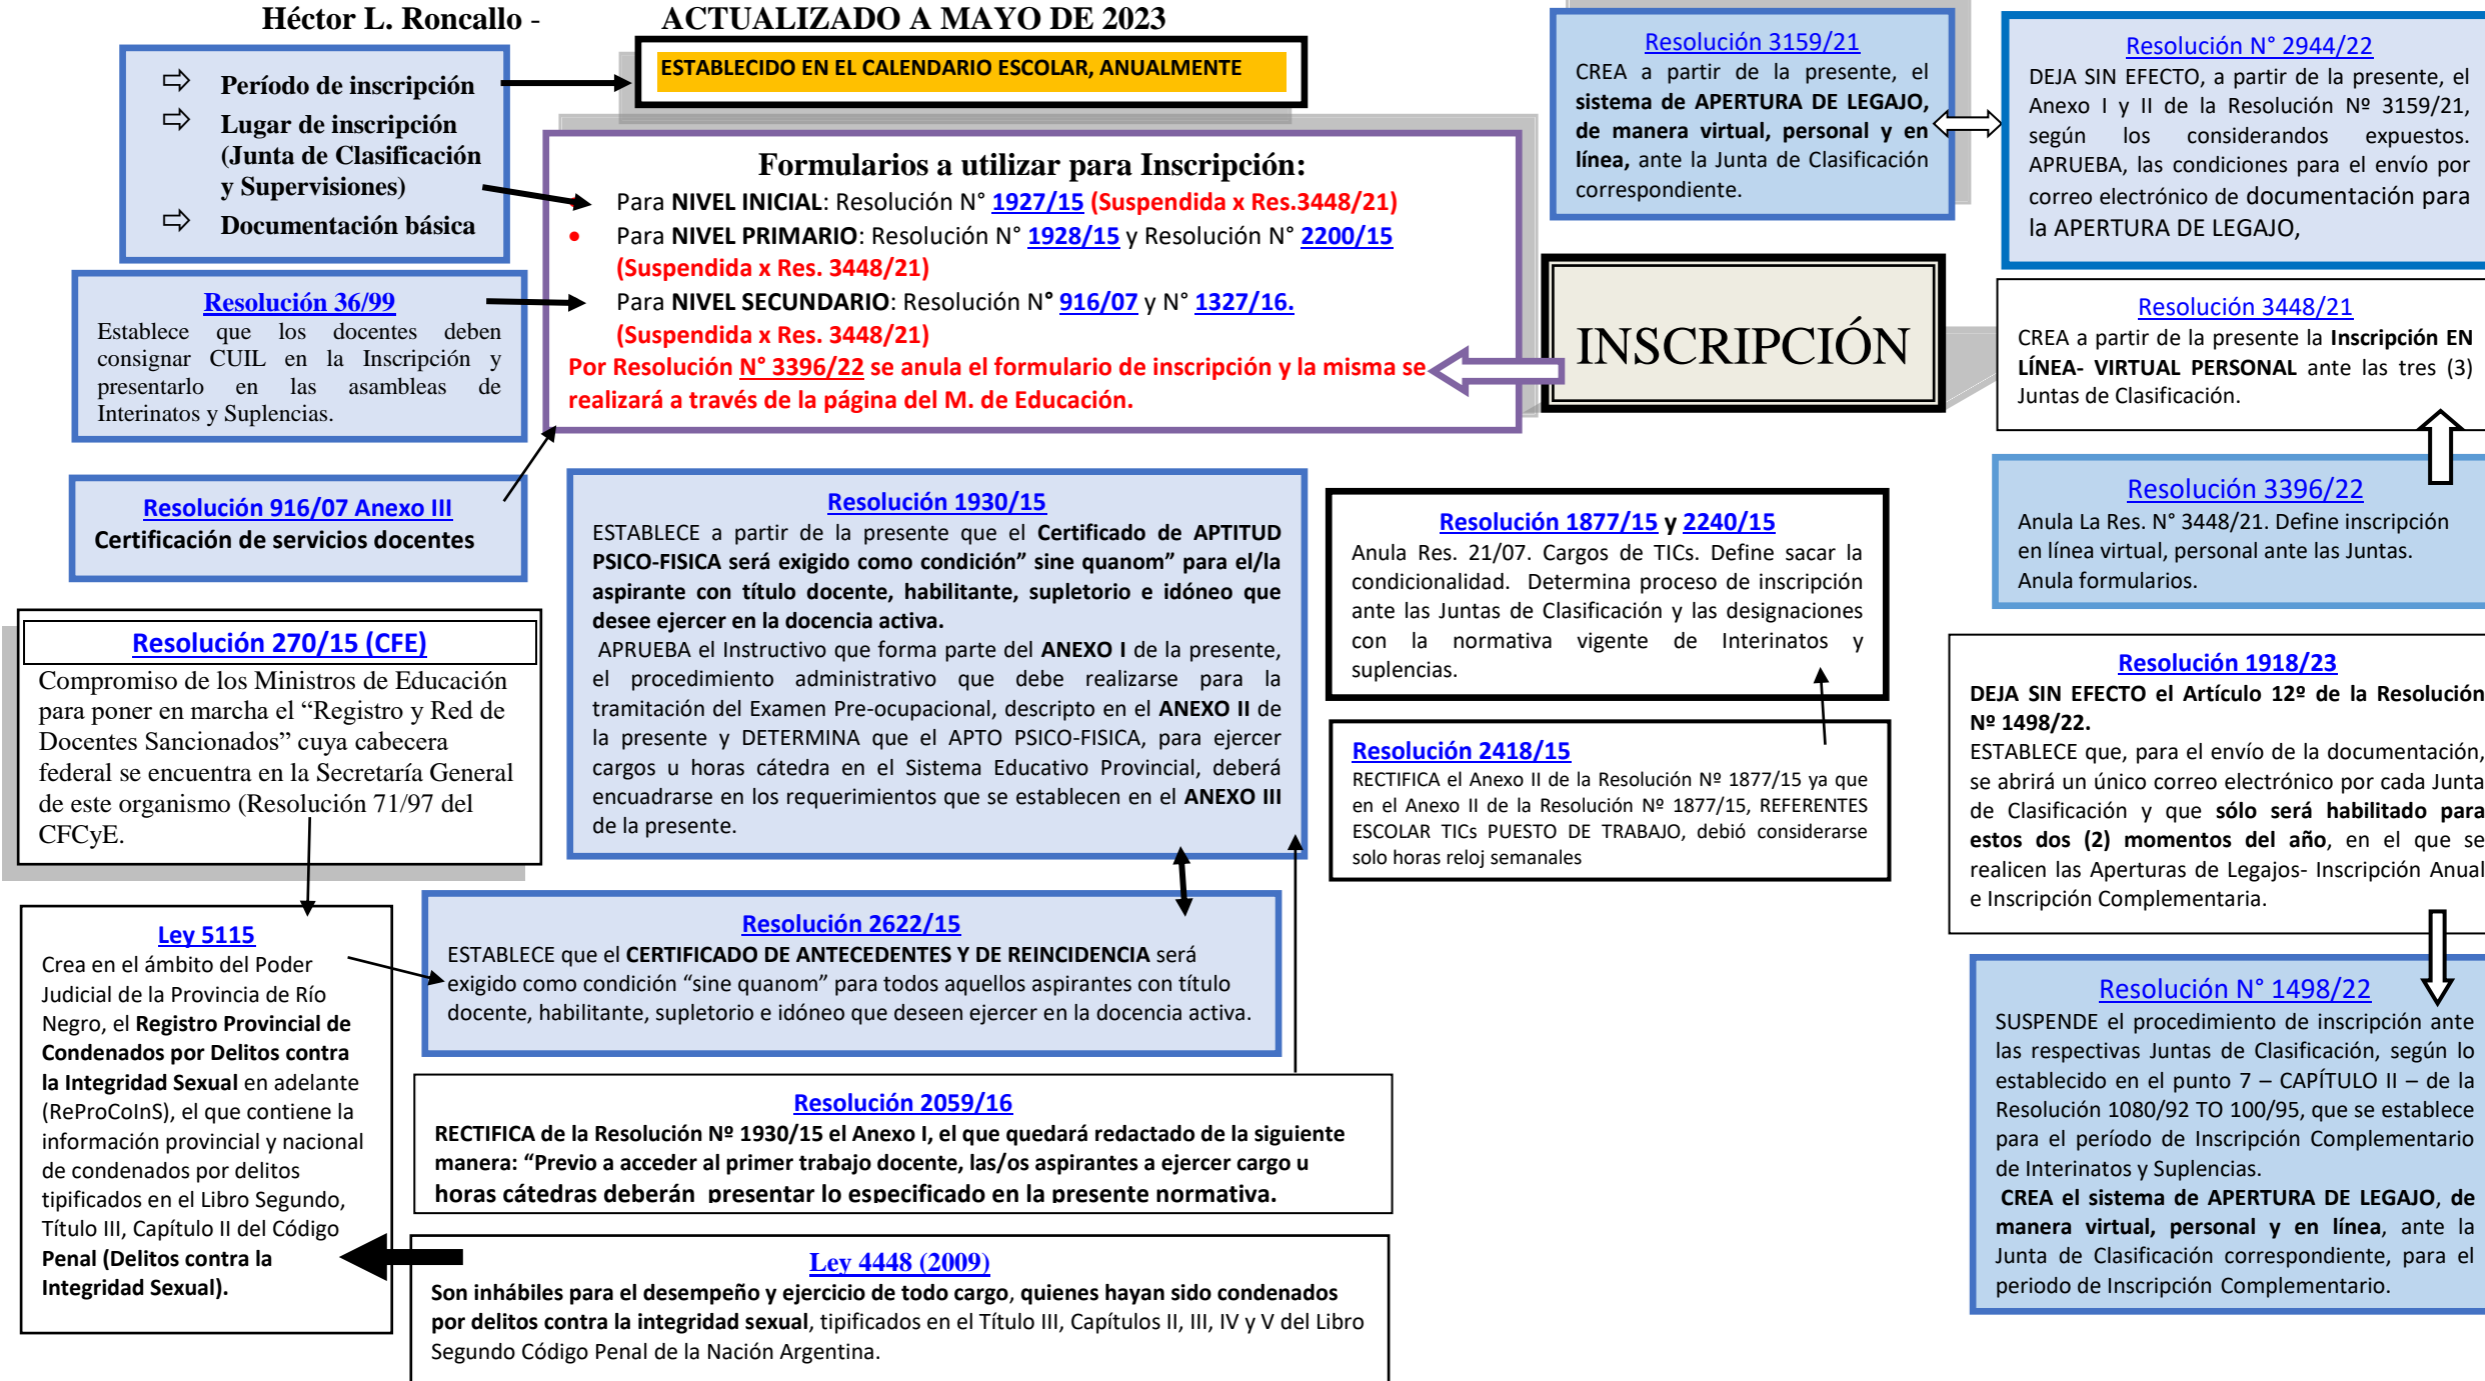 Héctor L. Roncallo - ACTUALIZADO A MAYO DE 2023
Período de inscripción
Lugar de inscripción
(Junta de Clasificación
y Supervisiones)
Documentación básica
ESTABLECIDO EN EL CALENDARIO ESCOLAR, ANUALMENTE
Formularios a utilizar para Inscripción:
Para NIVEL INICIAL: Resolución N° 1927/15 (Suspendida x Res.3448/21)
• Para NIVEL PRIMARIO: Resolución N° 1928/15 y Resolución N° 2200/15
(Suspendida x Res. 3448/21)
Para NIVEL SECUNDARIO: Resolución N° 916/07 y N° 1327/16.
(Suspendida x Res. 3448/21)
Por Resolución N° 3396/22 se anula el formulario de inscripción y la misma se
realizará a través de la página del M. de Educación.
Resolución 3159/21
CREA a partir de la presente, el
sistema de APERTURA DE LEGAJO,
de manera virtual, personal y en
línea, ante la Junta de Clasificación
correspondiente.
Resolución N° 2944/22
DEJA SIN EFECTO, a partir de la presente, el
Anexo I y II de la Resolución Nº 3159/21,
según los considerandos expuestos.
APRUEBA, las condiciones para el envío por
correo electrónico de documentación para
la APERTURA DE LEGAJO,
INSCRIPCIÓN
Resolución 36/99
Establece que los docentes deben
consignar CUIL en la Inscripción y
presentarlo en las asambleas de
Interinatos y Suplencias.
Resolución 3448/21
CREA a partir de la presente la Inscripción EN
LÍNEA- VIRTUAL PERSONAL ante las tres (3)
Juntas de Clasificación.
Resolución 916/07 Anexo III
Certificación de servicios docentes
Resolución 1930/15
ESTABLECE a partir de la presente que el Certificado de APTITUD
PSICO-FISICA será exigido como condición” sine quanom” para el/la
aspirante con título docente, habilitante, supletorio e idóneo que
desee ejercer en la docencia activa.
APRUEBA el Instructivo que forma parte del ANEXO I de la presente,
el procedimiento administrativo que debe realizarse para la
tramitación del Examen Pre-ocupacional, descripto en el ANEXO II de
la presente y DETERMINA que el APTO PSICO-FISICA, para ejercer
cargos u horas cátedra en el Sistema Educativo Provincial, deberá
encuadrarse en los requerimientos que se establecen en el ANEXO III
de la presente.
Resolución 1877/15 y 2240/15
Anula Res. 21/07. Cargos de TICs. Define sacar la
condicionalidad. Determina proceso de inscripción
ante las Juntas de Clasificación y las designaciones
con la normativa vigente de Interinatos y
suplencias.
Resolución 3396/22
Anula La Res. N° 3448/21. Define inscripción
en línea virtual, personal ante las Juntas.
Anula formularios.
Resolución 270/15 (CFE)
Compromiso de los Ministros de Educación
para poner en marcha el “Registro y Red de
Docentes Sancionados” cuya cabecera
federal se encuentra en la Secretaría General
de este organismo (Resolución 71/97 del
CFCyE.
Resolución 2418/15
RECTIFICA el Anexo II de la Resolución Nº 1877/15 ya que
en el Anexo II de la Resolución Nº 1877/15, REFERENTES
ESCOLAR TICs PUESTO DE TRABAJO, debió considerarse
solo horas reloj semanales
Resolución 1918/23
DEJA SIN EFECTO el Artículo 12º de la Resolución
Nº 1498/22.
ESTABLECE que, para el envío de la documentación,
se abrirá un único correo electrónico por cada Junta
de Clasificación y que sólo será habilitado para
estos dos (2) momentos del año, en el que se
realicen las Aperturas de Legajos- Inscripción Anual
e Inscripción Complementaria.
Ley 5115
Crea en el ámbito del Poder
Judicial de la Provincia de Río
Negro, el Registro Provincial de
Condenados por Delitos contra
la Integridad Sexual en adelante
(ReProCoInS), el que contiene la
información provincial y nacional
de condenados por delitos
tipificados en el Libro Segundo,
Título III, Capítulo II del Código
Penal (Delitos contra la
Integridad Sexual).
Resolución 2622/15
ESTABLECE que el CERTIFICADO DE ANTECEDENTES Y DE REINCIDENCIA será
exigido como condición “sine quanom” para todos aquellos aspirantes con título
docente, habilitante, supletorio e idóneo que deseen ejercer en la docencia activa.
Resolución N° 1498/22
SUSPENDE el procedimiento de inscripción ante
las respectivas Juntas de Clasificación, según lo
establecido en el punto 7 – CAPÍTULO II – de la
Resolución 1080/92 TO 100/95, que se establece
para el período de Inscripción Complementario
de Interinatos y Suplencias.
CREA el sistema de APERTURA DE LEGAJO, de
manera virtual, personal y en línea, ante la
Junta de Clasificación correspondiente, para el
periodo de Inscripción Complementario.
Resolución 2059/16
RECTIFICA de la Resolución Nº 1930/15 el Anexo I, el que quedará redactado de la siguiente
manera: “Previo a acceder al primer trabajo docente, las/os aspirantes a ejercer cargo u
horas cátedras deberán presentar lo especificado en la presente normativa.
Ley 4448 (2009)
Son inhábiles para el desempeño y ejercicio de todo cargo, quienes hayan sido condenados
por delitos contra la integridad sexual, tipificados en el Título III, Capítulos II, III, IV y V del Libro
Segundo Código Penal de la Nación Argentina.